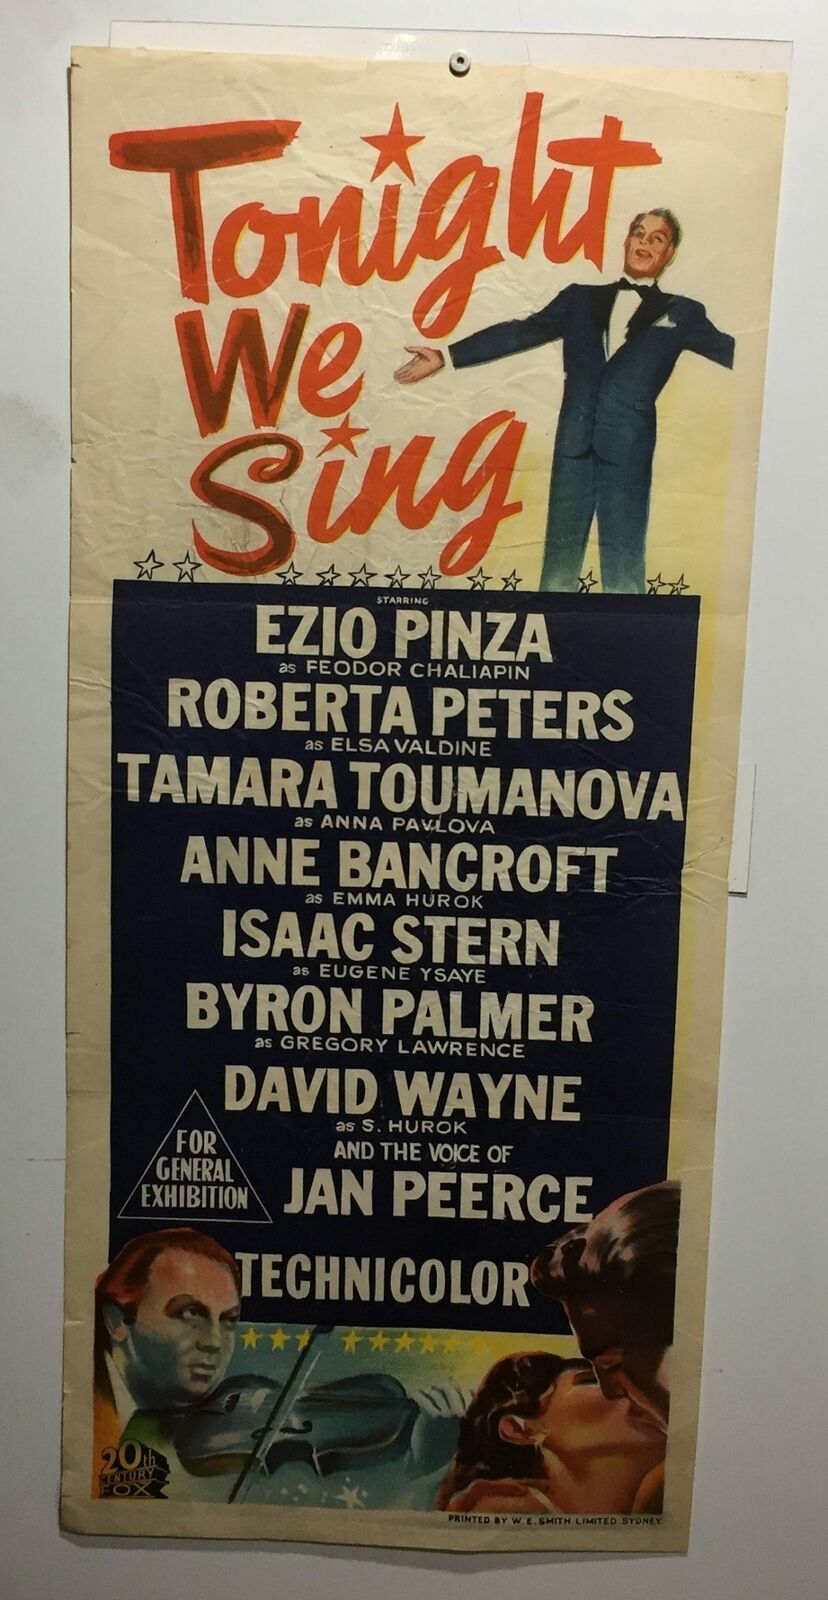 Tonight
We
Sing
STARRING
EZIO PINZA
as FEODOR CHALIAPIN
ROBERTA PETERS
as ELSA VALDINE
TAMARA TOUMANOVA
as ANNA PAVLOVA
ANNE BANCROFT
as EMMA HUROK
ISAAC STERN
as EUGENE YSAYE
BYRON PALMER
as GREGORY LAWRENCE
DAVID WAYNE
as S. HUROK
AND THE VOICE OF
JAN PEERCE
FOR
GENERAL
EXHIBITION
TECHNICOLOR
20th
CENTURY
FOX
PRINTED BY W. E. SMITH LIMITED SYDNEY